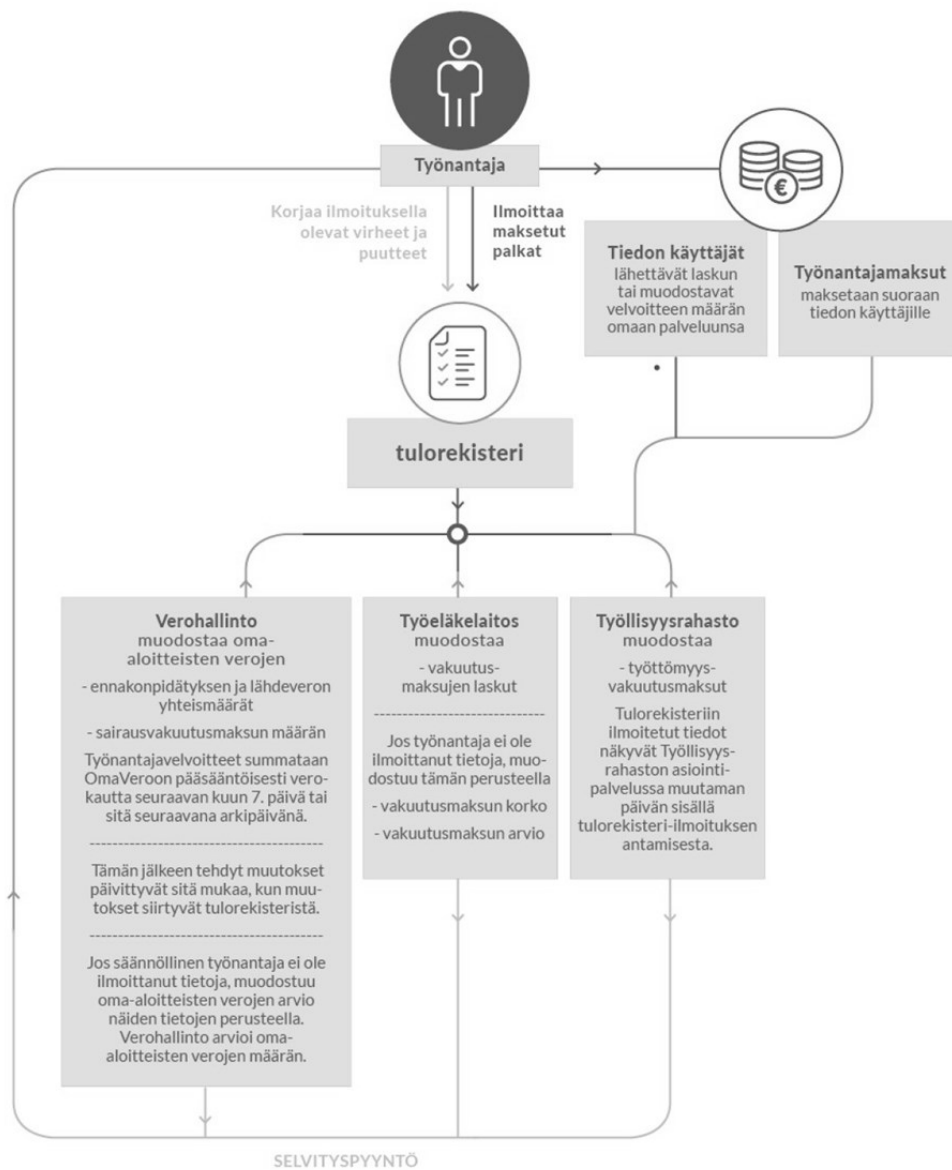 Työnantaja
Korjaa ilmoituksella
olevat virheet ja
puutteet
Ilmoittaa
maksetut
palkat
€
Tiedon käyttäjät
lähettävät laskun
tai muodostavat
velvoitteen määrän
omaan palveluunsa
Työnantajamaksut
maksetaan suoraan
tiedon käyttäjille
tulorekisteri
Verohallinto
muodostaa oma-
aloitteisten verojen
- ennakonpidätyksen ja lähdeveron
yhteismäärät
- sairausvakuutusmaksun määrän
Työnantajavelvoitteet summataan
OmaVeroon pääsääntöisesti vero-
kautta seuraavan kuun 7. päivä tai
sitä seuraavana arkipäivänä.
----------------------------------------
Tämän jälkeen tehdyt muutokset
päivittyvät sitä mukaa, kun muu-
tokset siirtyvät tulorekisteristä.
----------------------------------------
Jos säännöllinen työnantaja ei ole
ilmoittanut tietoja, muodostuu
oma-aloitteisten verojen arvio
näiden tietojen perusteella.
Verohallinto arvioi oma-
aloitteisten verojen määrän.
Työeläkelaitos
muodostaa
- vakuutus-
maksujen laskut
--------------------------
Jos työnantaja ei ole
ilmoittanut tietoja, muo-
dostuu tämän perusteella
- vakuutusmaksun korko
- vakuutusmaksun arvio
Työllisyysrahasto
muodostaa
- työttömyys-
vakuutusmaksut
Tulorekisteriin
ilmoitetut tiedot
näkyvät Työllisyys-
rahaston asiointi-
palvelussa muutaman
päivän sisällä
tulorekisteri-ilmoituksen
antamisesta.
SELVITYSPYYNTÖ